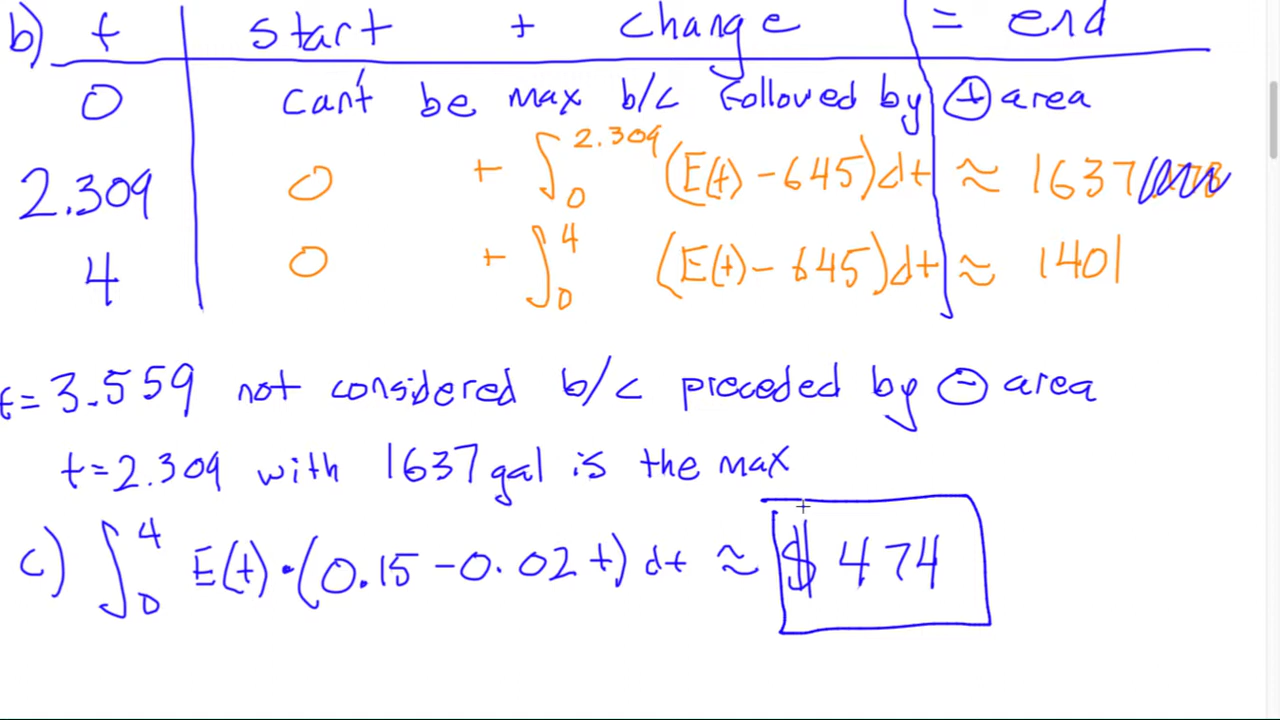 b) t start + change = end
0 can't be max b/c followed by ⊕ area
2.309 0 + ∫₀^2.309 (E(t) - 645)dt ≈ 1637
4 0 + ∫₀^4 (E(t) - 645)dt ≈ 1401
t = 3.559 not considered b/c preceded by ⊖ area
t = 2.309 with 1637 gal is the max
c) ∫₀^4 E(t)·(0.15 - 0.02t) dt ≈ $474